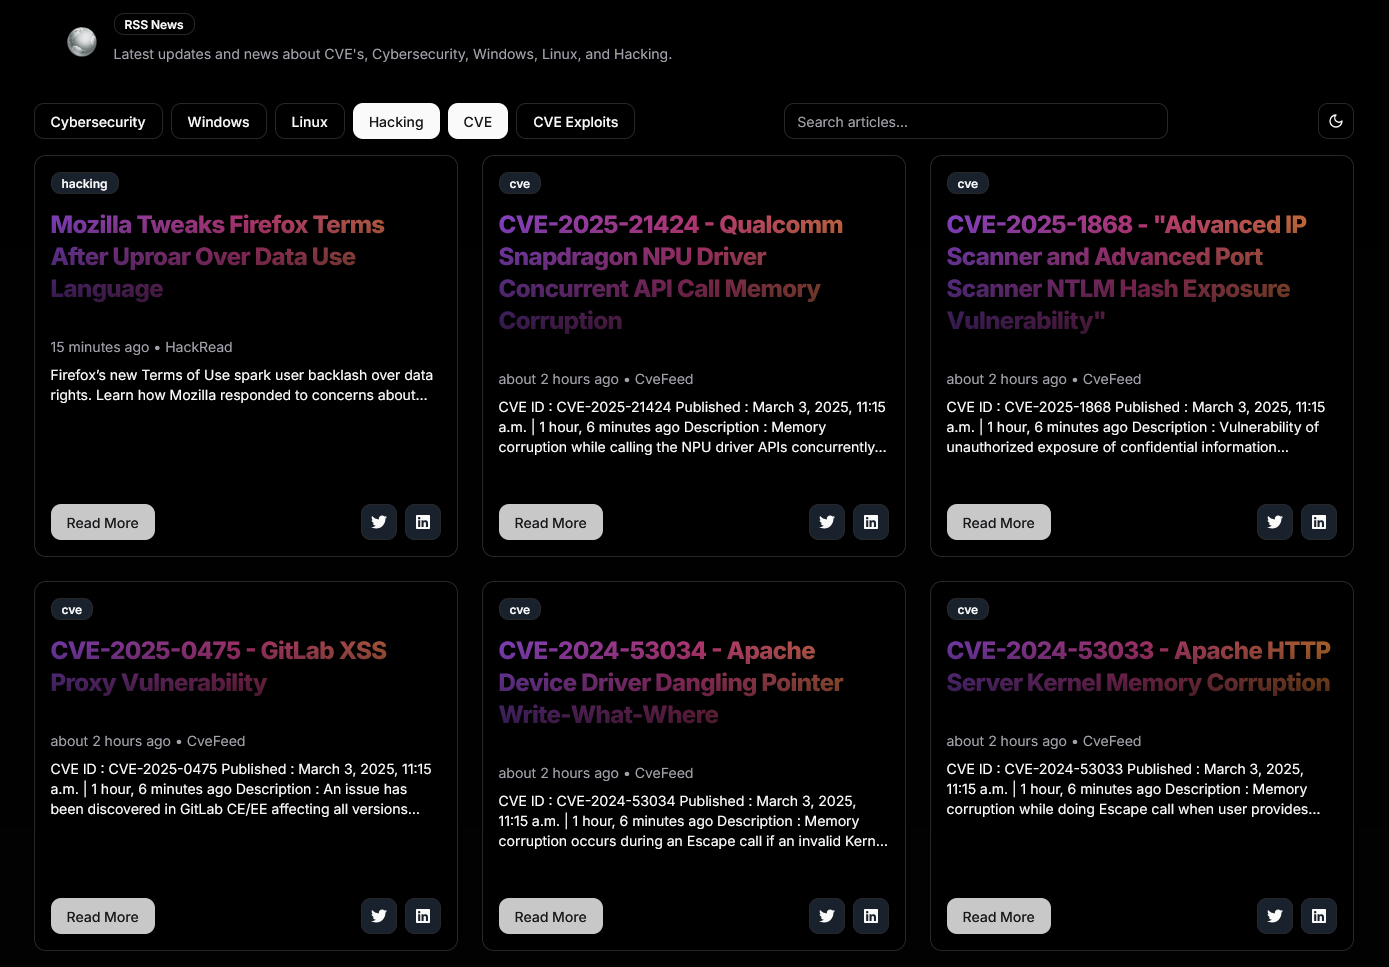 RSS News
Latest updates and news about CVE's, Cybersecurity, Windows, Linux, and Hacking.
Cybersecurity
Windows
Linux
Hacking
CVE
CVE Exploits
Search articles...
hacking
Mozilla Tweaks Firefox Terms
After Uproar Over Data Use
Language
15 minutes ago • HackRead
Firefox’s new Terms of Use spark user backlash over data
rights. Learn how Mozilla responded to concerns about...
Read More
cve
CVE-2025-21424 - Qualcomm
Snapdragon NPU Driver
Concurrent API Call Memory
Corruption
about 2 hours ago • CveFeed
CVE ID : CVE-2025-21424 Published : March 3, 2025, 11:15
a.m. | 1 hour, 6 minutes ago Description : Memory
corruption while calling the NPU driver APIs concurrently...
Read More
cve
CVE-2025-1868 - "Advanced IP
Scanner and Advanced Port
Scanner NTLM Hash Exposure
Vulnerability"
about 2 hours ago • CveFeed
CVE ID : CVE-2025-1868 Published : March 3, 2025, 11:15
a.m. | 1 hour, 6 minutes ago Description : Vulnerability of
unauthorized exposure of confidential information...
Read More
cve
CVE-2025-0475 - GitLab XSS
Proxy Vulnerability
about 2 hours ago • CveFeed
CVE ID : CVE-2025-0475 Published : March 3, 2025, 11:15
a.m. | 1 hour, 6 minutes ago Description : An issue has
been discovered in GitLab CE/EE affecting all versions...
Read More
cve
CVE-2024-53034 - Apache
Device Driver Dangling Pointer
Write-What-Where
about 2 hours ago • CveFeed
CVE ID : CVE-2024-53034 Published : March 3, 2025,
11:15 a.m. | 1 hour, 6 minutes ago Description : Memory
corruption occurs during an Escape call if an invalid Kern...
Read More
cve
CVE-2024-53033 - Apache HTTP
Server Kernel Memory Corruption
about 2 hours ago • CveFeed
CVE ID : CVE-2024-53033 Published : March 3, 2025,
11:15 a.m. | 1 hour, 6 minutes ago Description : Memory
corruption while doing Escape call when user provides...
Read More